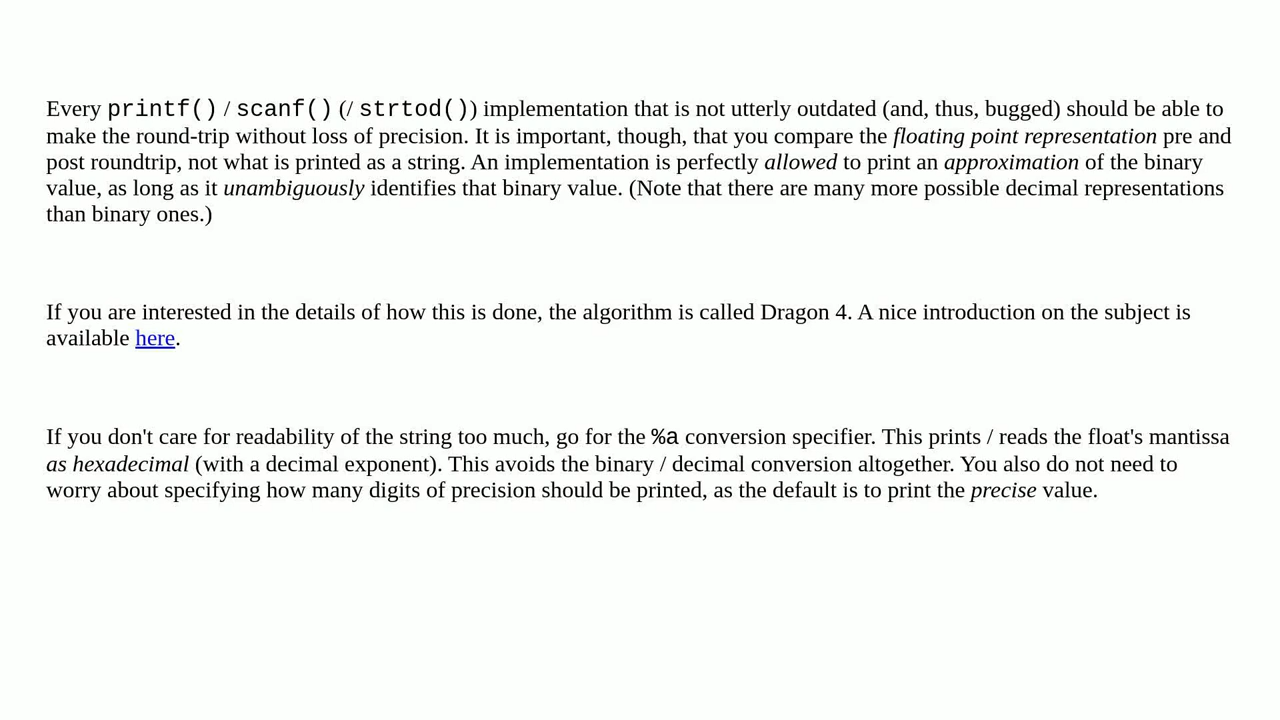 Every printf() / scanf() (/ strtod()) implementation that is not utterly outdated (and, thus, bugged) should be able to
make the round-trip without loss of precision. It is important, though, that you compare the floating point representation pre and
post roundtrip, not what is printed as a string. An implementation is perfectly allowed to print an approximation of the binary
value, as long as it unambiguously identifies that binary value. (Note that there are many more possible decimal representations
than binary ones.)
If you are interested in the details of how this is done, the algorithm is called Dragon 4. A nice introduction on the subject is
available here.
If you don't care for readability of the string too much, go for the %a conversion specifier. This prints / reads the float's mantissa
as hexadecimal (with a decimal exponent). This avoids the binary / decimal conversion altogether. You also do not need to
worry about specifying how many digits of precision should be printed, as the default is to print the precise value.